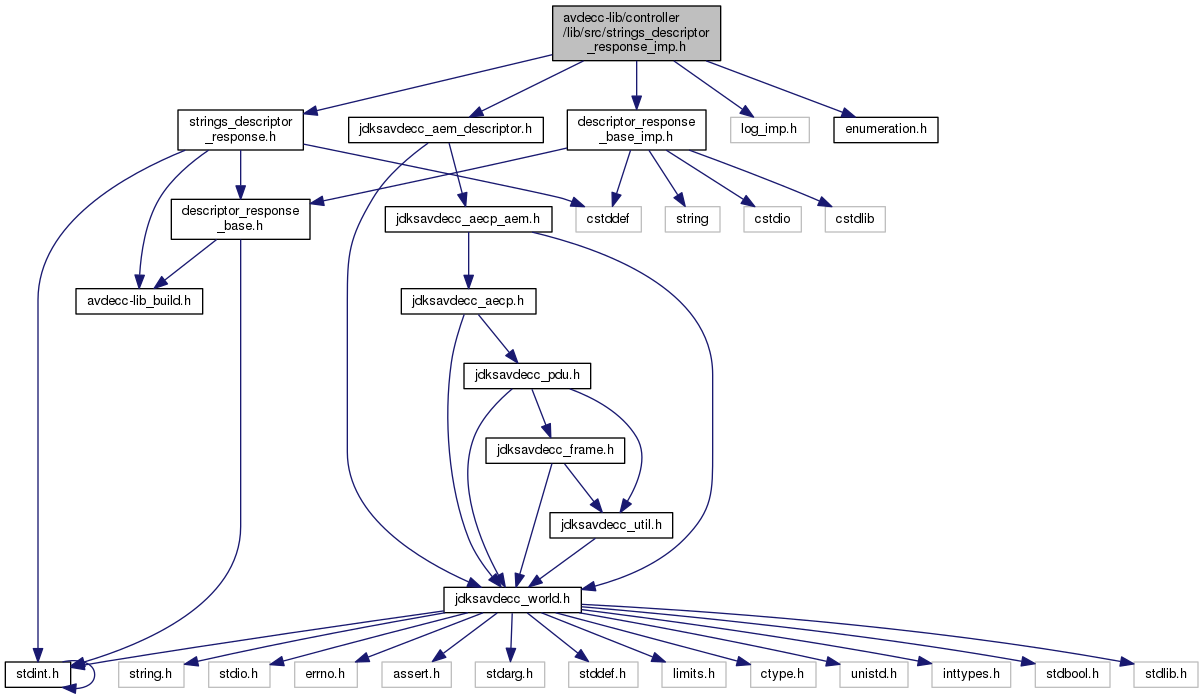 avdecc-lib/controller
/lib/src/strings_descriptor
_response_imp.h
strings_descriptor
_response.h
jdksavdecc_aem_descriptor.h
descriptor_response
_base_imp.h
log_imp.h
enumeration.h
descriptor_response
_base.h
jdksavdecc_aecp_aem.h
cstddef
string
cstdio
cstdlib
avdecc-lib_build.h
jdksavdecc_aecp.h
jdksavdecc_pdu.h
jdksavdecc_frame.h
jdksavdecc_util.h
jdksavdecc_world.h
stdint.h
string.h
stdio.h
errno.h
assert.h
stdarg.h
stddef.h
limits.h
ctype.h
unistd.h
inttypes.h
stdbool.h
stdlib.h